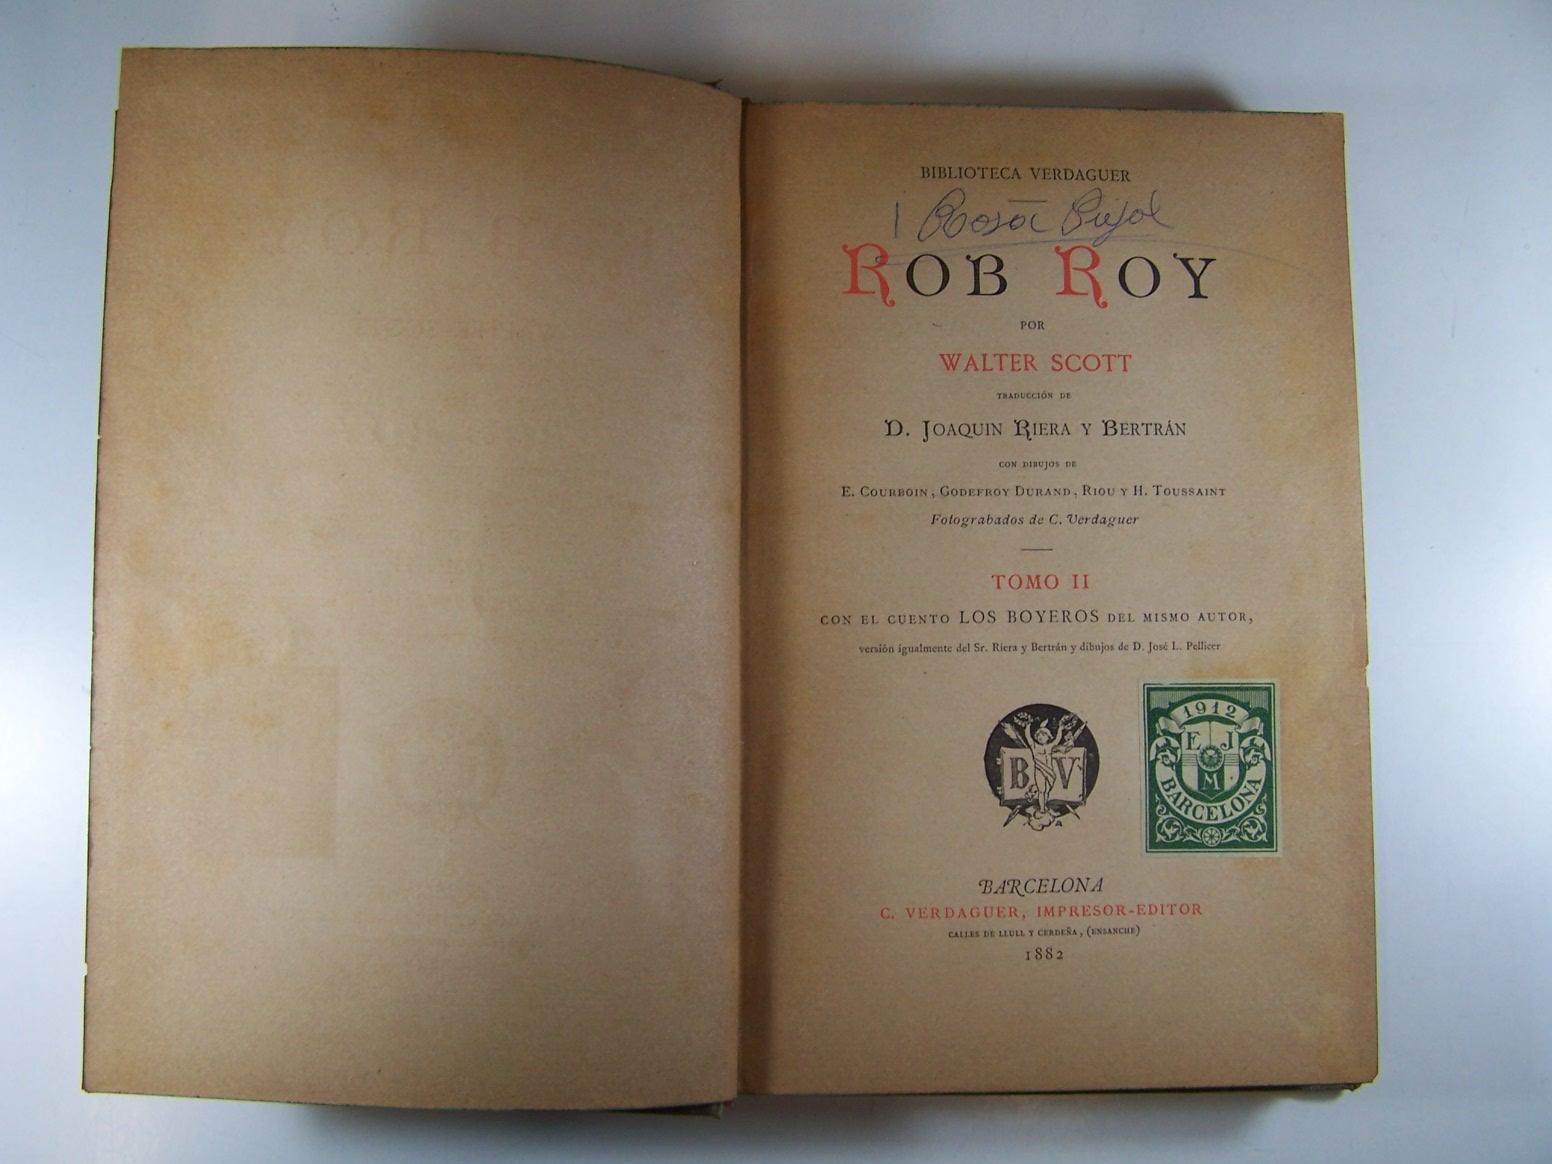 BIBLIOTECA VERDAGUER
Rosa Pujol
ROB ROY
POR
WALTER SCOTT
TRADUCCIÓN DE
D. JOAQUIN RIERA Y BERTRÁN
CON DIBUJOS DE
E. COURBOIN, GODEFROY DURAND, RIOU Y H. TOUSSAINT
Fotograbados de C. Verdaguer
TOMO II
CON EL CUENTO LOS BOYEROS DEL MISMO AUTOR,
versión igualmente del Sr. Riera y Bertrán y dibujos de D. José L. Pellicer
B V
1912
E J
M
BARCELONA
BARCELONA
C. VERDAGUER, IMPRESOR-EDITOR
CALLES DE LLULL Y CERDEÑA, (ENSANCHE)
1882